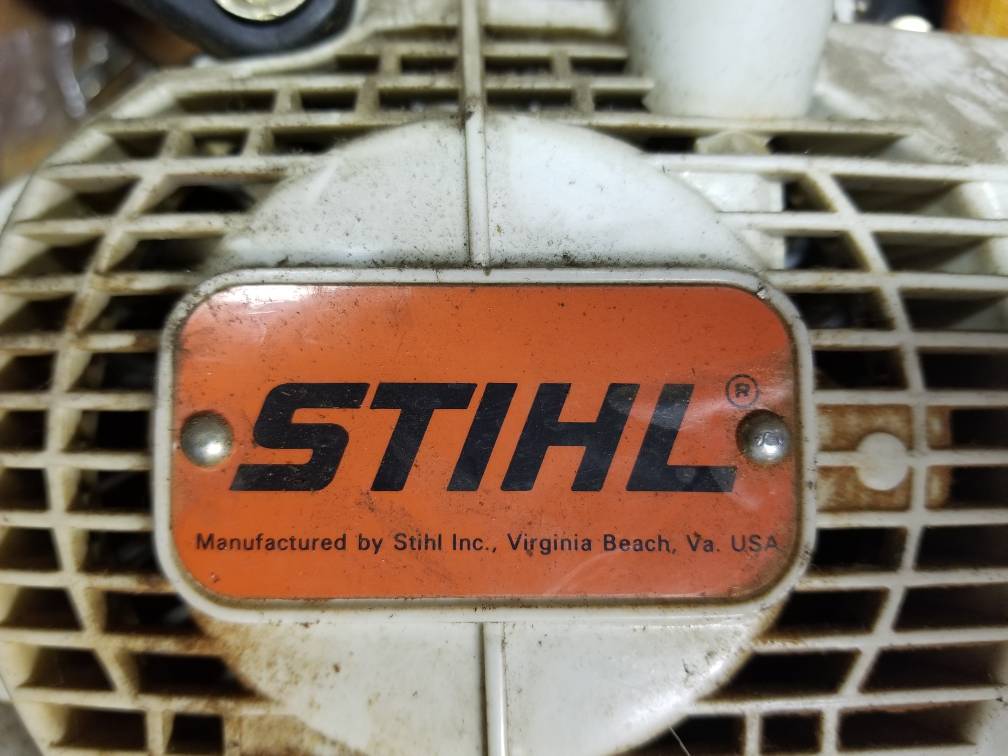 STIHL®
Manufactured by Stihl Inc., Virginia Beach, Va. USA